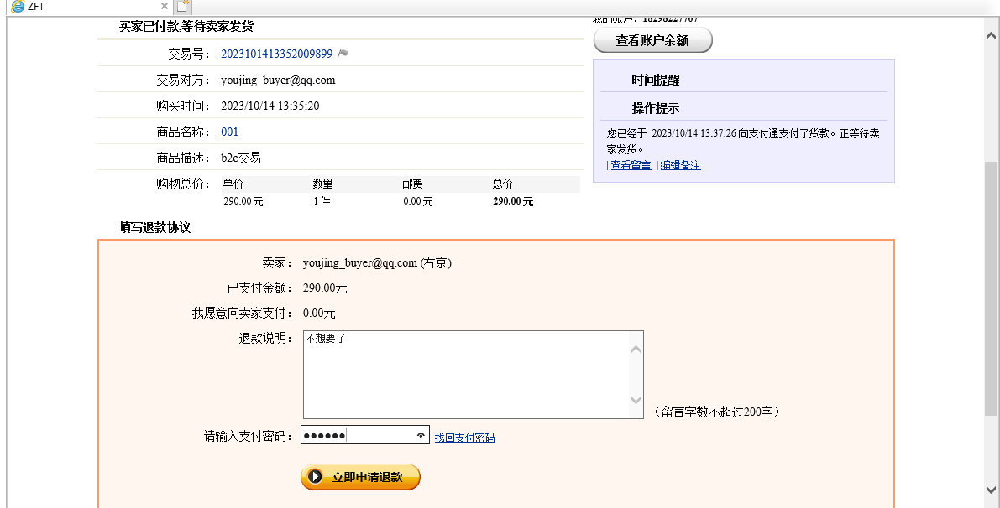 ZFT
买家已付款,等待卖家发货
交易号： 2023101413352009899
交易对方： youjing_buyer@qq.com
购买时间： 2023/10/14 13:35:20
商品名称： 001
商品描述： b2c交易
购物总价： 单价 数量 邮费 总价
290.00元 1件 0.00元 290.00元
我的账户：18298227707
查看账户余额
时间提醒
操作提示
您已经于 2023/10/14 13:37:26 向支付通支付了货款。正等待卖
家发货。
| 查看留言 | 编辑备注
填写退款协议
卖家： youjing_buyer@qq.com (右京)
已支付金额： 290.00元
我愿意向卖家支付： 0.00元
退款说明： 不想要了
（留言字数不超过200字）
请输入支付密码： ●●●●●● 找回支付密码
立即申请退款